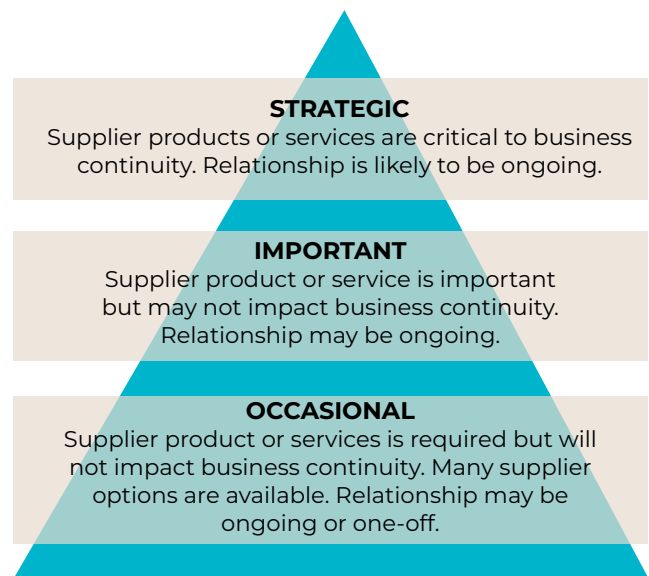 STRATEGIC
Supplier products or services are critical to business
continuity. Relationship is likely to be ongoing.
IMPORTANT
Supplier product or service is important
but may not impact business continuity.
Relationship may be ongoing.
OCCASIONAL
Supplier product or services is required but will
not impact business continuity. Many supplier
options are available. Relationship may be
ongoing or one-off.